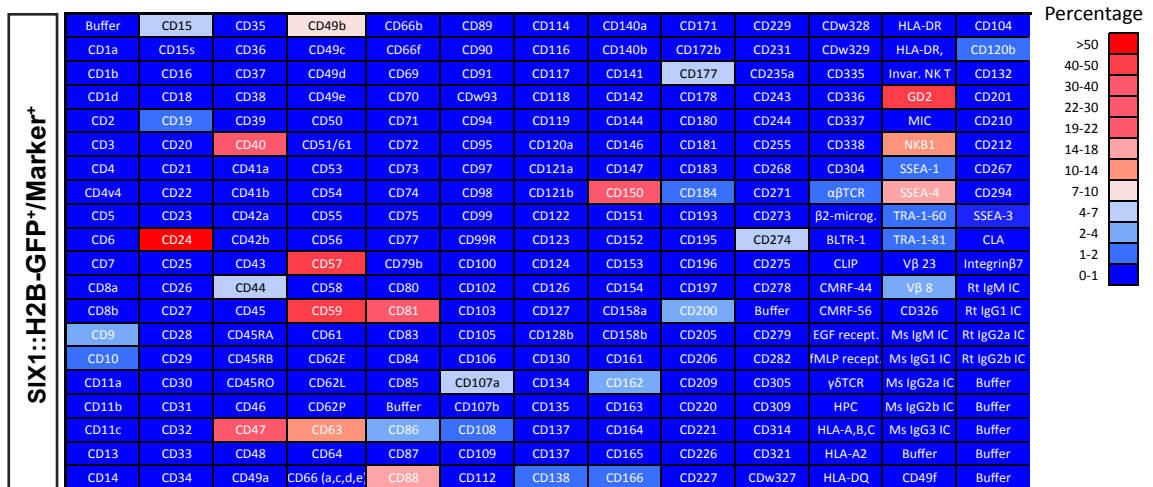 Percentage
Buffer CD15 CD35 CD49b CD66b CD89 CD114 CD140a CD171 CD229 CDw328 HLA-DR CD104
CD1a CD15s CD36 CD49c CD66f CD90 CD116 CD140b CD172b CD231 CDw329 HLA-DR, CD120b
CD1b CD16 CD37 CD49d CD69 CD91 CD117 CD141 CD177 CD235a CD335 Invar. NK T CD132
CD1d CD18 CD38 CD49e CD70 CDw93 CD118 CD142 CD178 CD243 CD336 GD2 CD201
CD2 CD19 CD39 CD50 CD71 CD94 CD119 CD144 CD180 CD244 CD337 MIC CD210
CD3 CD20 CD40 CD51/61 CD72 CD95 CD120a CD146 CD181 CD255 CD338 NKB1 CD212
CD4 CD21 CD41a CD53 CD73 CD97 CD121a CD147 CD183 CD268 CD304 SSEA-1 CD267
CD4v4 CD22 CD41b CD54 CD74 CD98 CD121b CD150 CD184 CD271 αβTCR SSEA-4 CD294
CD5 CD23 CD42a CD55 CD75 CD99 CD122 CD151 CD193 CD273 β2-microg. TRA-1-60 SSEA-3
CD6 CD24 CD42b CD56 CD77 CD99R CD123 CD152 CD195 CD274 BLTR-1 TRA-1-81 CLA
CD7 CD25 CD43 CD57 CD79b CD100 CD124 CD153 CD196 CD275 CLIP Vβ 23 Integrinβ7
CD8a CD26 CD44 CD58 CD80 CD102 CD126 CD154 CD197 CD278 CMRF-44 Vβ 8 Rt IgM IC
CD8b CD27 CD45 CD59 CD81 CD103 CD127 CD158a CD200 Buffer CMRF-56 CD326 Rt IgG1 IC
CD9 CD28 CD45RA CD61 CD83 CD105 CD128b CD158b CD205 CD279 EGF recept. Ms IgM IC Rt IgG2a IC
CD10 CD29 CD45RB CD62E CD84 CD106 CD130 CD161 CD206 CD282 fMLP recept. Ms IgG1 IC Rt IgG2b IC
CD11a CD30 CD45RO CD62L CD85 CD107a CD134 CD162 CD209 CD305 γδTCR Ms IgG2a IC Buffer
CD11b CD31 CD46 CD62P Buffer CD107b CD135 CD163 CD220 CD309 HPC Ms IgG2b IC Buffer
CD11c CD32 CD47 CD63 CD86 CD108 CD137 CD164 CD221 CD314 HLA-A,B,C Ms IgG3 IC Buffer
CD13 CD33 CD48 CD64 CD87 CD109 CD137 CD165 CD226 CD321 HLA-A2 Buffer Buffer
CD14 CD34 CD49a CD66 (a,c,d,e) CD88 CD112 CD138 CD166 CD227 CDw327 HLA-DQ CD49f Buffer
SIX1::H2B-GFP⁺/Marker⁺
>50
40-50
30-40
22-30
19-22
14-18
10-14
7-10
4-7
2-4
1-2
0-1